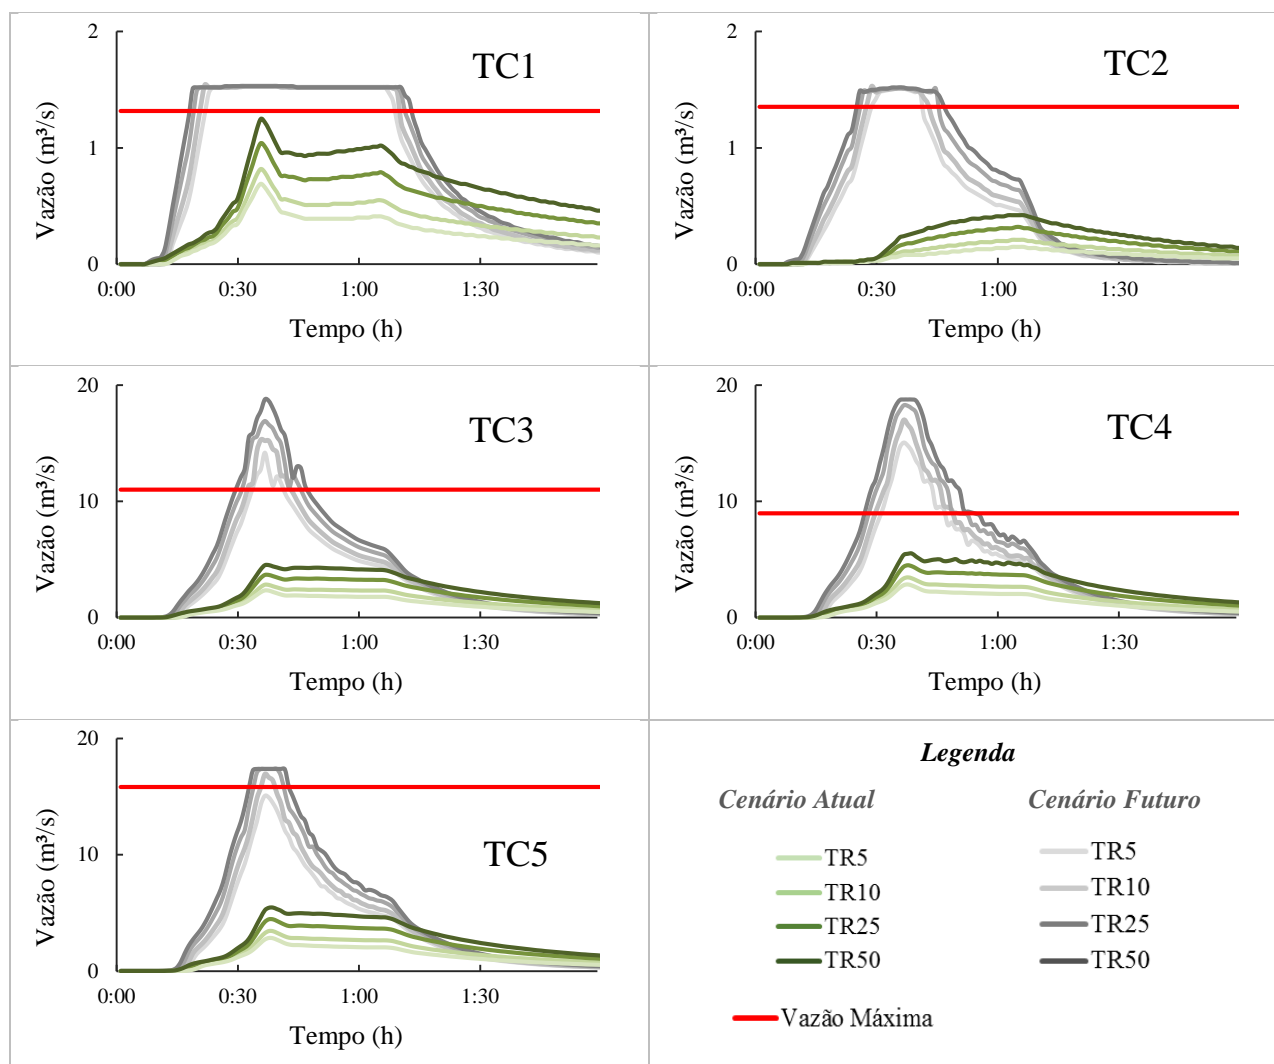 TC1
Vazão (m³/s)
2
1
0
0:00 0:30 1:00 1:30
Tempo (h)
TC2
Vazão (m³/s)
2
1
0
0:00 0:30 1:00 1:30
Tempo (h)
TC3
Vazão (m³/s)
20
10
0
0:00 0:30 1:00 1:30
Tempo (h)
TC4
Vazão (m³/s)
20
10
0
0:00 0:30 1:00 1:30
Tempo (h)
TC5
Vazão (m³/s)
20
10
0
0:00 0:30 1:00 1:30
Tempo (h)
Legenda
Cenário Atual
TR5
TR10
TR25
TR50
Cenário Futuro
TR5
TR10
TR25
TR50
Vazão Máxima